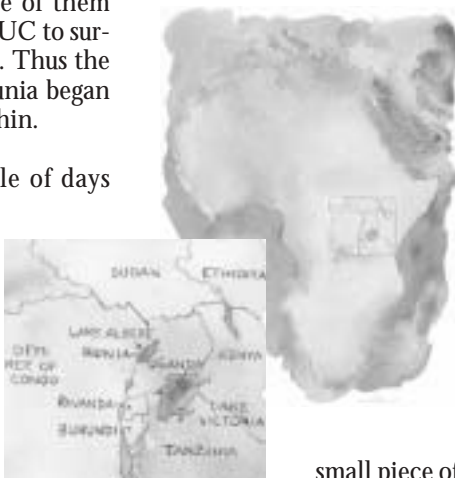 e of them
UC to sur-
. Thus the
unia began
hin.
le of days
SUDAN
ETHIOPIA
LAKE ALBERT
BUNIA
UGANDA
KENYA
DEM.
REP. OF
CONGO
RWANDA
BURUNDI
LAKE
VICTORIA
TANZANIA
small piece of